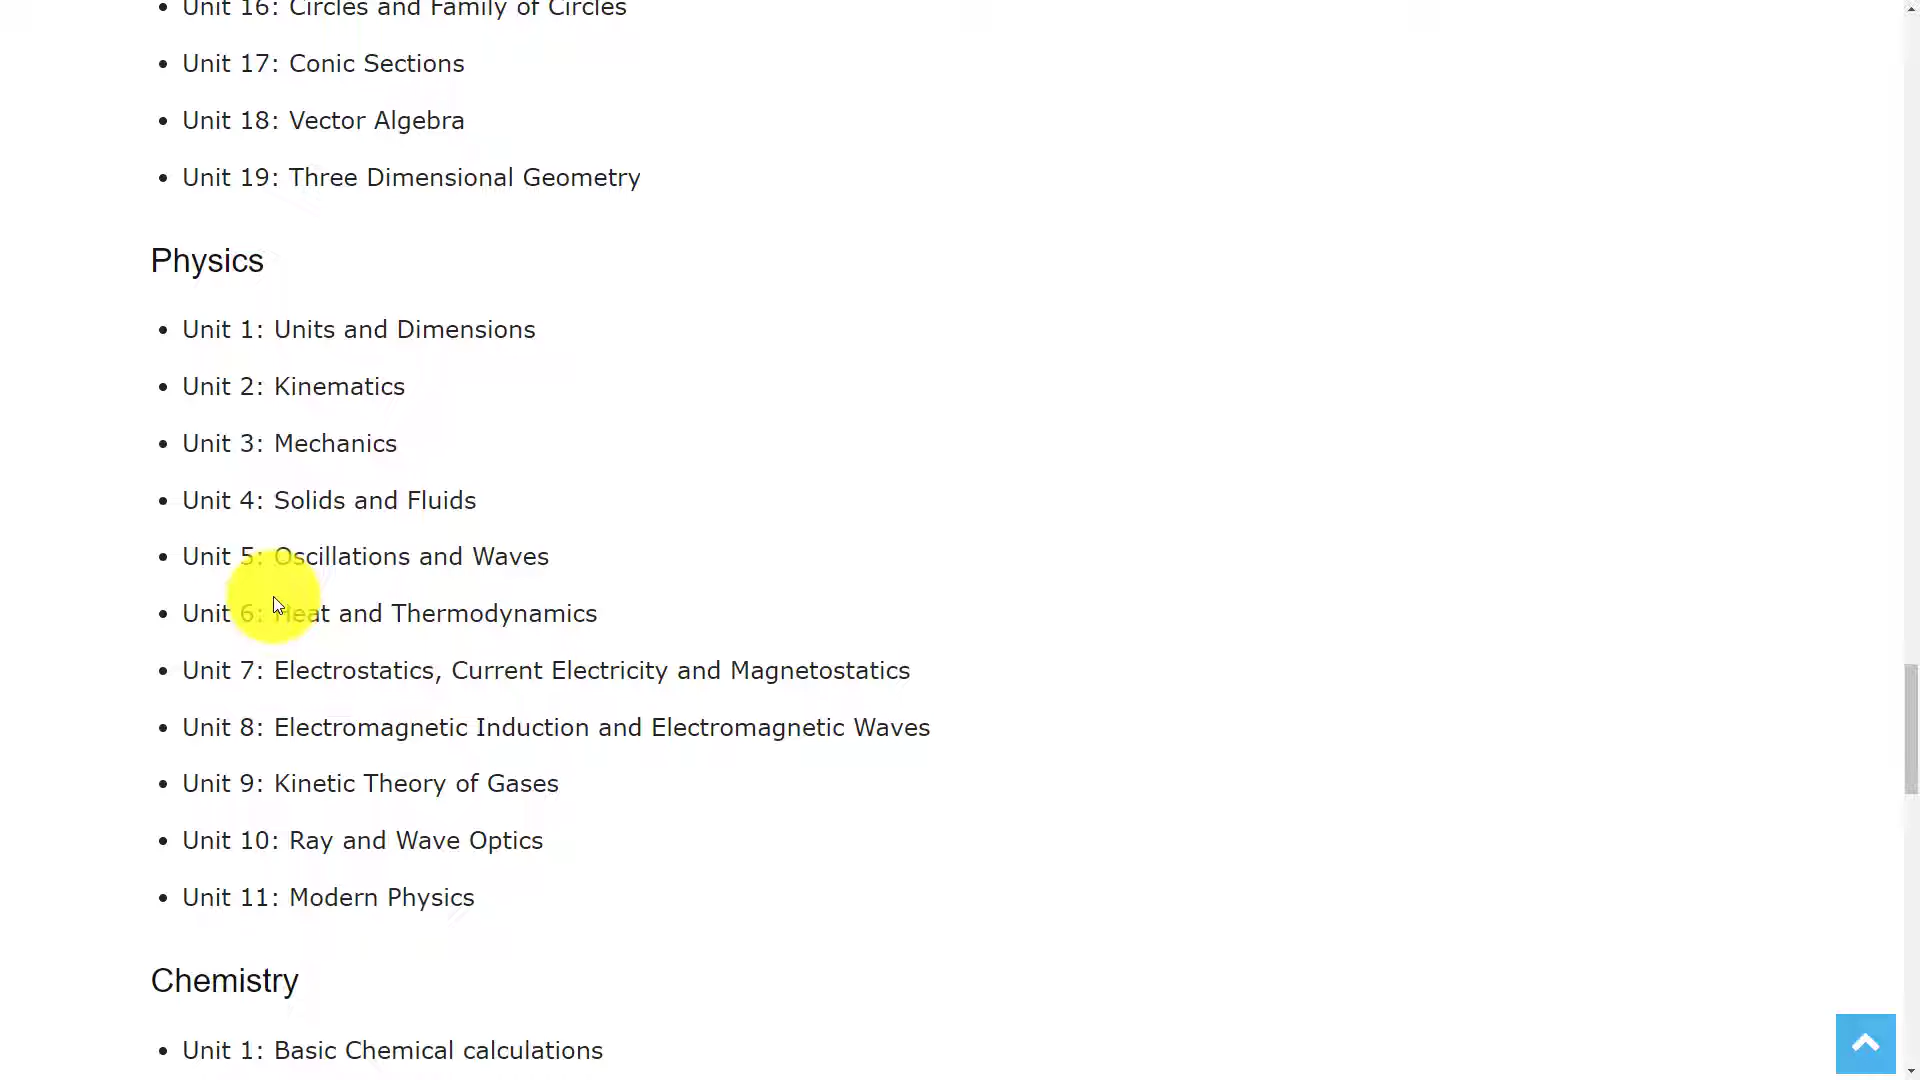 Unit 16: Circles and Family of Circles
Unit 17: Conic Sections
Unit 18: Vector Algebra
Unit 19: Three Dimensional Geometry
Physics
Unit 1: Units and Dimensions
Unit 2: Kinematics
Unit 3: Mechanics
Unit 4: Solids and Fluids
Unit 5: Oscillations and Waves
Unit 6: Heat and Thermodynamics
Unit 7: Electrostatics, Current Electricity and Magnetostatics
Unit 8: Electromagnetic Induction and Electromagnetic Waves
Unit 9: Kinetic Theory of Gases
Unit 10: Ray and Wave Optics
Unit 11: Modern Physics
Chemistry
Unit 1: Basic Chemical calculations